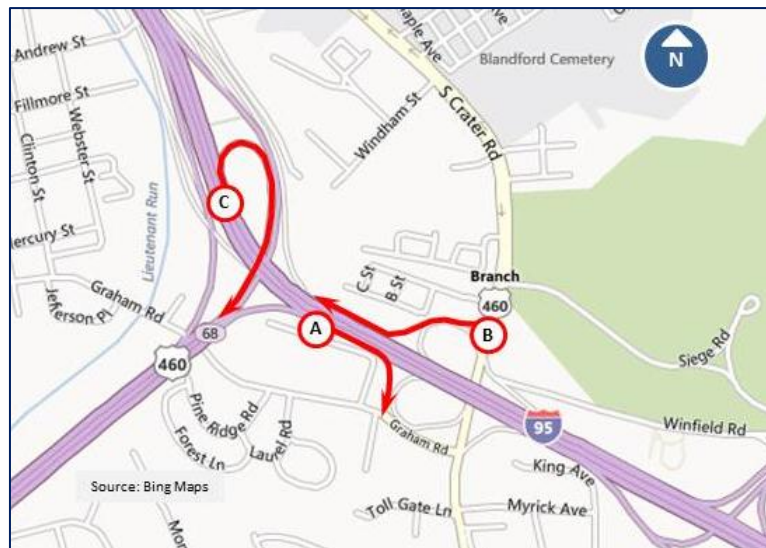 Andrew St
Maple Ave
Blandford Cemetery
N
Fillmore St
Webster St
Clinton St
S Crater Rd
Windham St
C
Mercury St
Lieutenant Run
Jefferson Pl
Graham Rd
C St
B St
Branch
460
A
B
68
460
Siege Rd
Pine Ridge Rd
Forest Ln
Laurel Rd
Graham Rd
95
Winfield Rd
King Ave
Source: Bing Maps
Toll Gate Ln
Myrick Ave